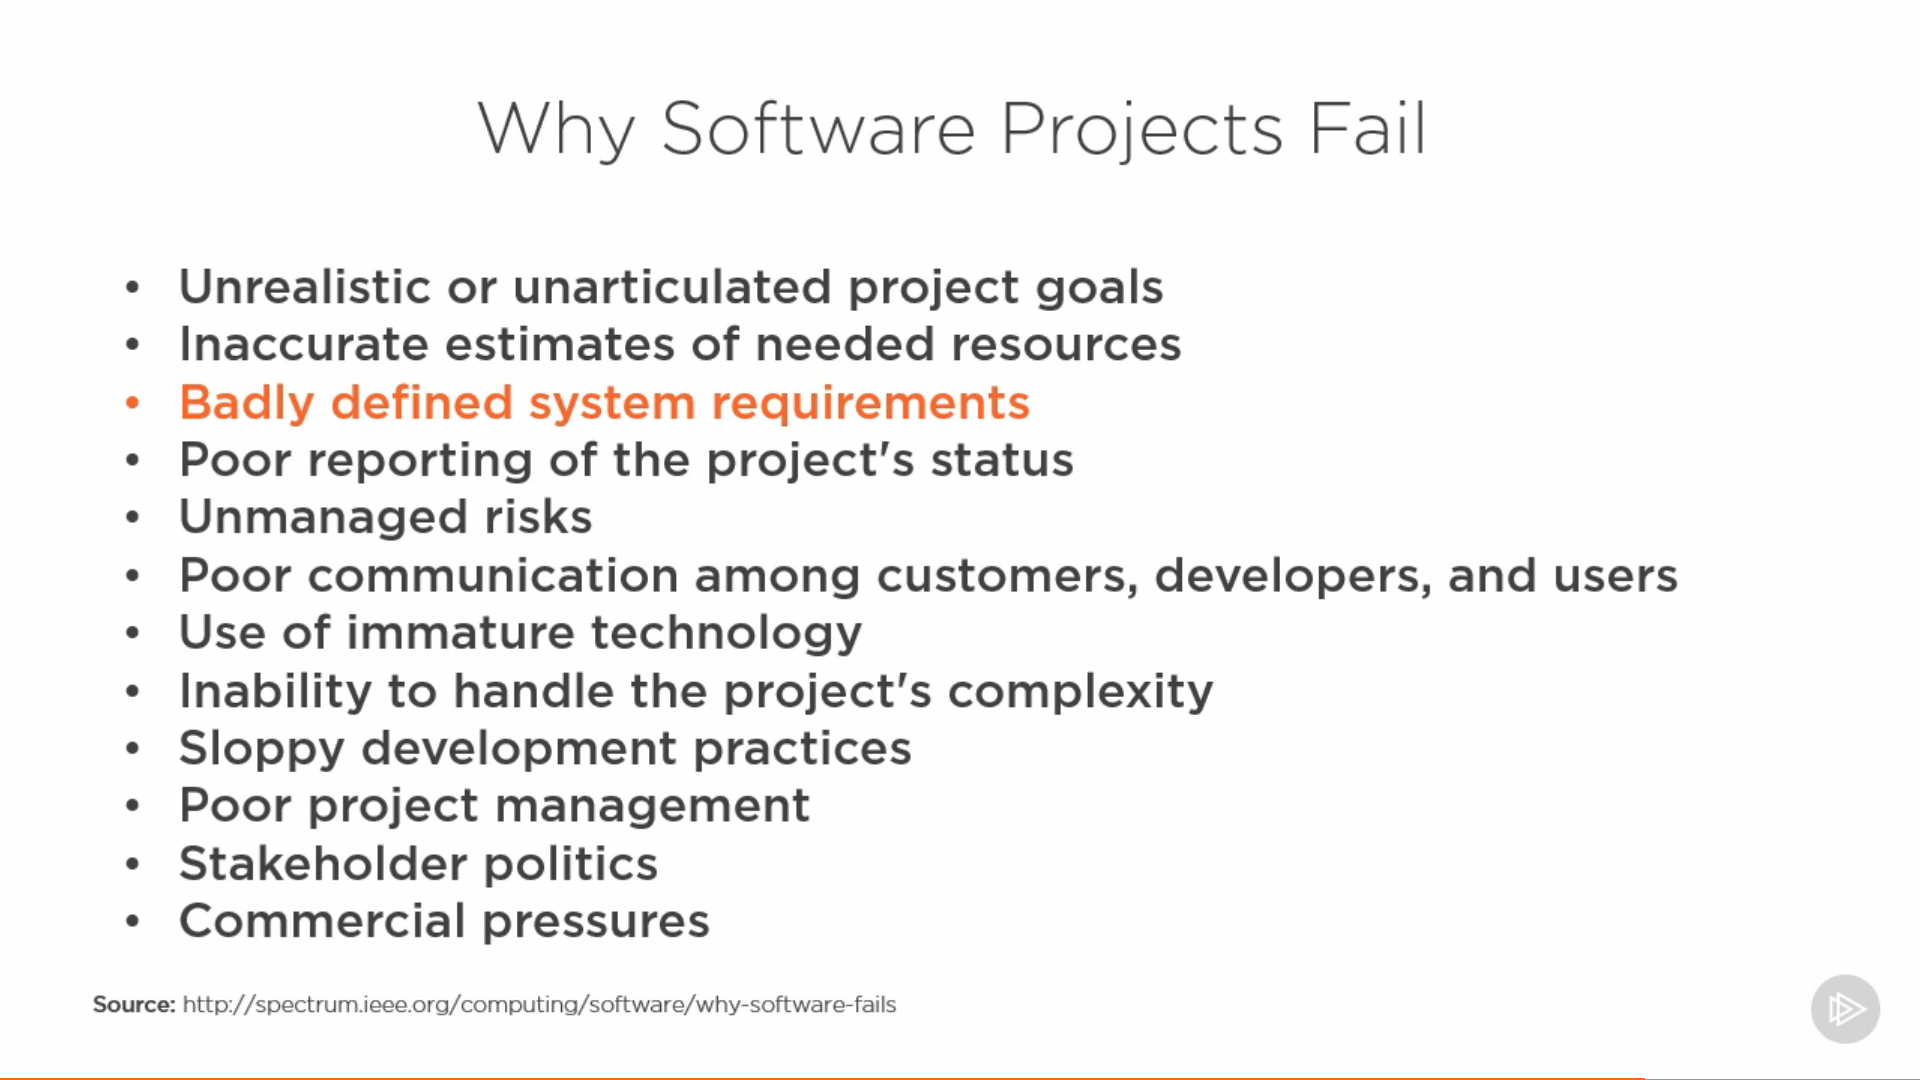 Why Software Projects Fail
• Unrealistic or unarticulated project goals
• Inaccurate estimates of needed resources
• Badly defined system requirements
• Poor reporting of the project's status
• Unmanaged risks
• Poor communication among customers, developers, and users
• Use of immature technology
• Inability to handle the project's complexity
• Sloppy development practices
• Poor project management
• Stakeholder politics
• Commercial pressures
Source: http://spectrum.ieee.org/computing/software/why-software-fails